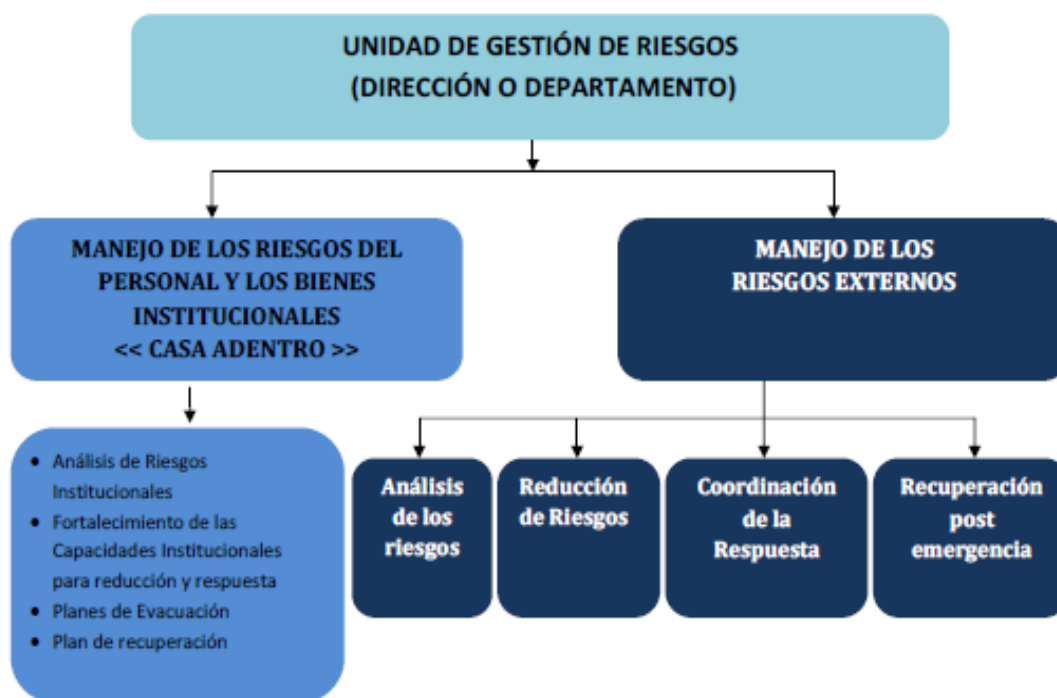 UNIDAD DE GESTIÓN DE RIESGOS
(DIRECCIÓN O DEPARTAMENTO)
MANEJO DE LOS RIESGOS DEL
PERSONAL Y LOS BIENES
INSTITUCIONALES
<< CASA ADENTRO >>
MANEJO DE LOS
RIESGOS EXTERNOS
• Análisis de Riesgos
Institucionales
• Fortalecimiento de las
Capacidades Institucionales
para reducción y respuesta
• Planes de Evacuación
• Plan de recuperación
Análisis
de los
riesgos
Reducción
de Riesgos
Coordinación
de la
Respuesta
Recuperación
post
emergencia